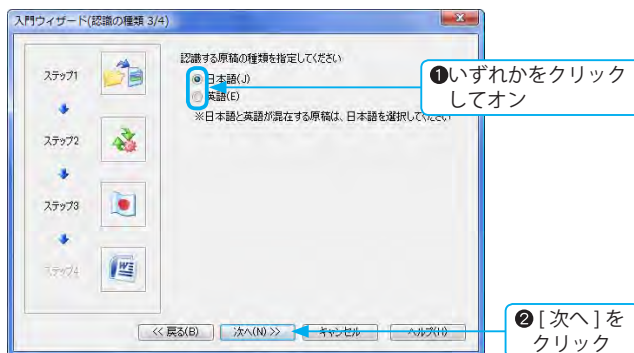 入門ウィザード(認識の種類 3/4)
ステップ1
ステップ2
ステップ3
ステップ4
認識する原稿の種類を指定してください
日本語(J)
英語(E)
※日本語と英語が混在する原稿は、日本語を選択してください
❶いずれかをクリック
してオン
<< 戻る(B)
次へ(N) >>
キャンセル
ヘルプ(H)
❷ [ 次へ ] を
クリック